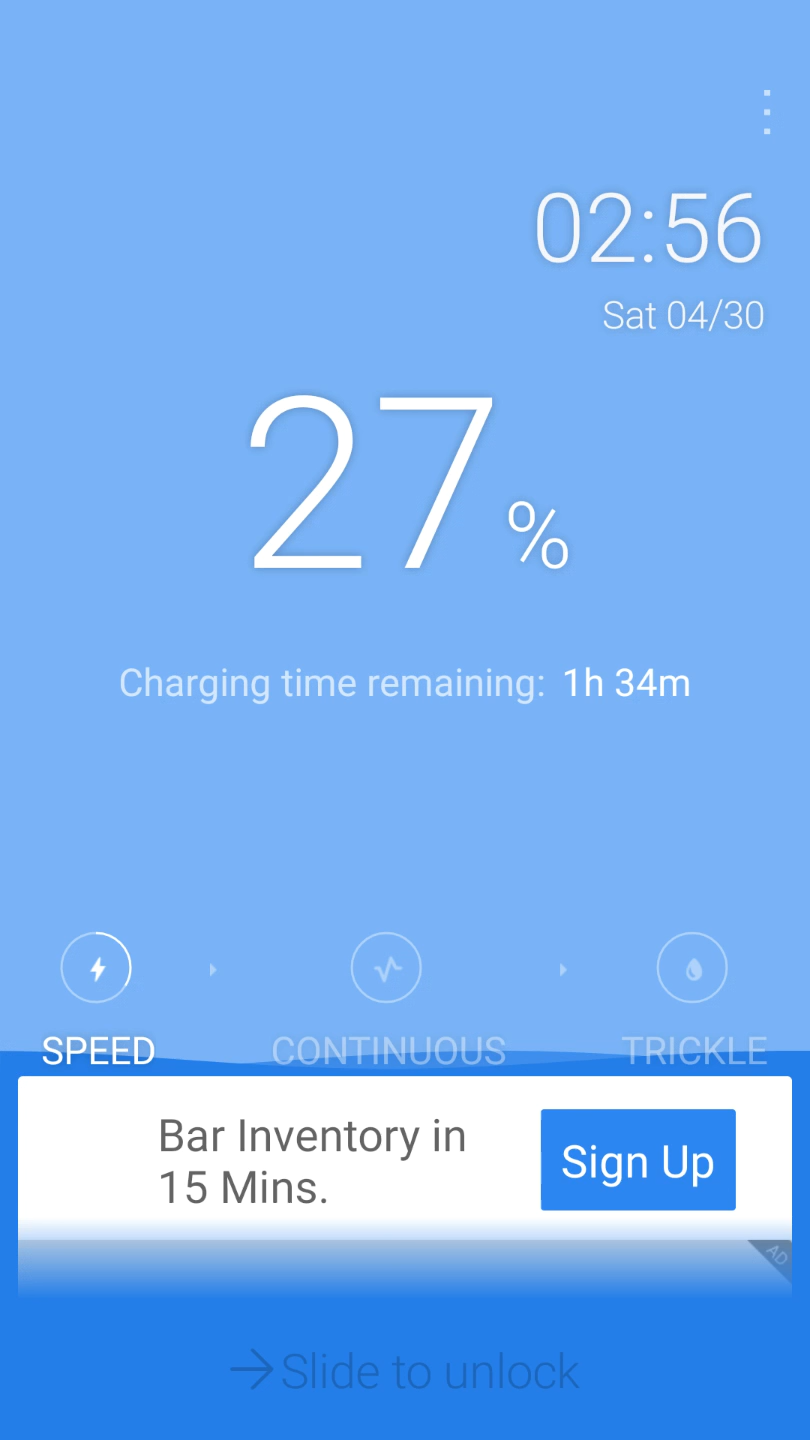 02:56
Sat 04/30
27%
Charging time remaining: 1h 34m
SPEED CONTINUOUS TRICKLE
Bar Inventory in
15 Mins.
Sign Up
AD
Slide to unlock